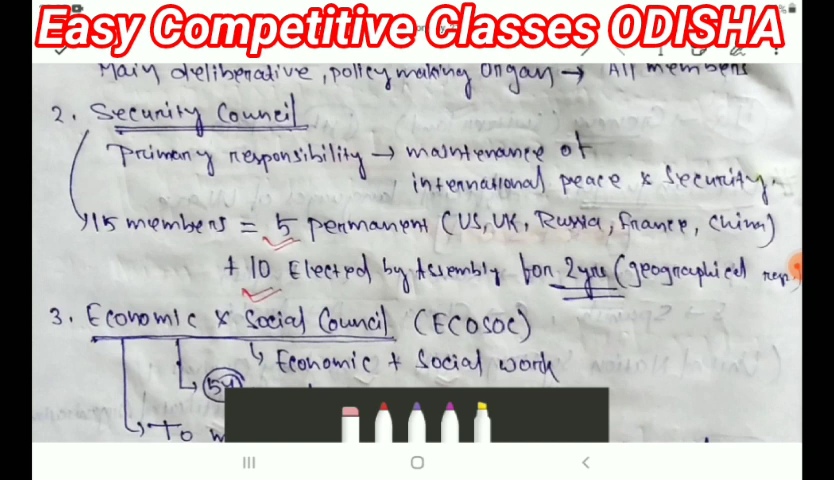 Easy Competitive Classes ODISHA
Main deliberative, policy making organ → All members
2. Security Council
Primary responsibility → maintenance of
international peace & security.
15 members = 5 permanent (US, UK, Russia, France, China)
+ 10 Elected by Assembly for 2yrs (geographical rep.
3. Economic & Social Council (ECOSOC)
Economic + Social work
54
To